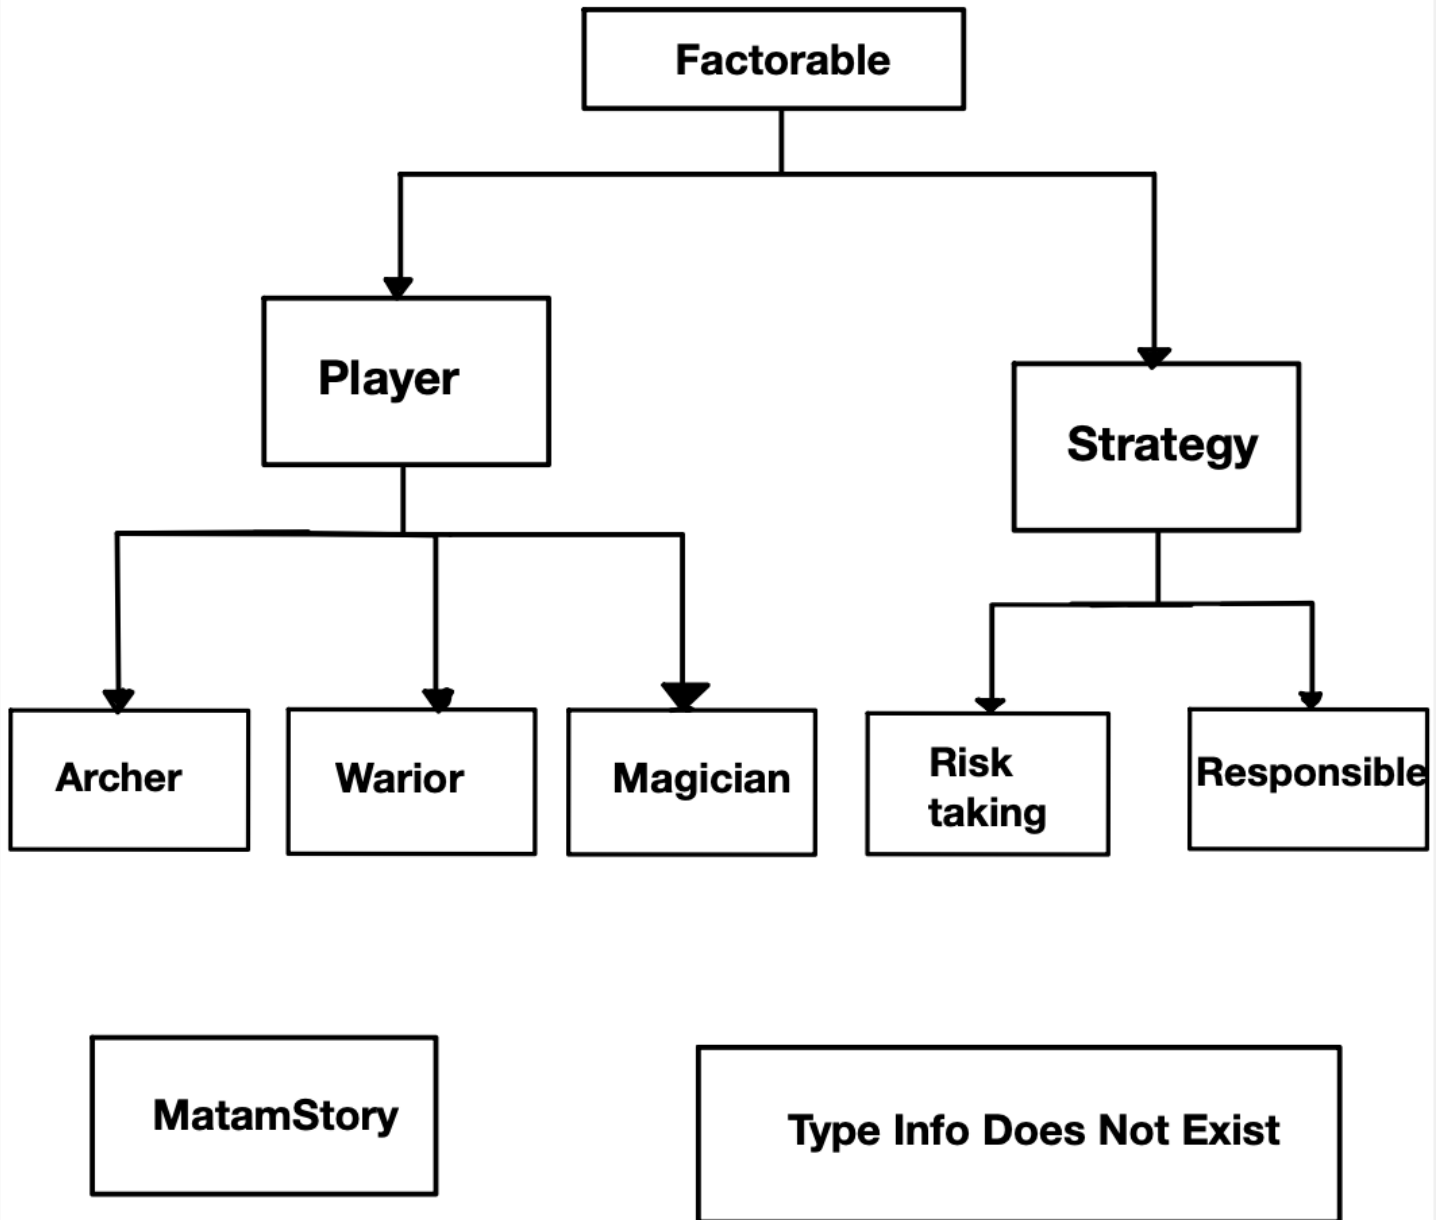 Factorable
Player
Strategy
Archer
Warior
Magician
Risk
taking
Responsible
MatamStory
Type Info Does Not Exist